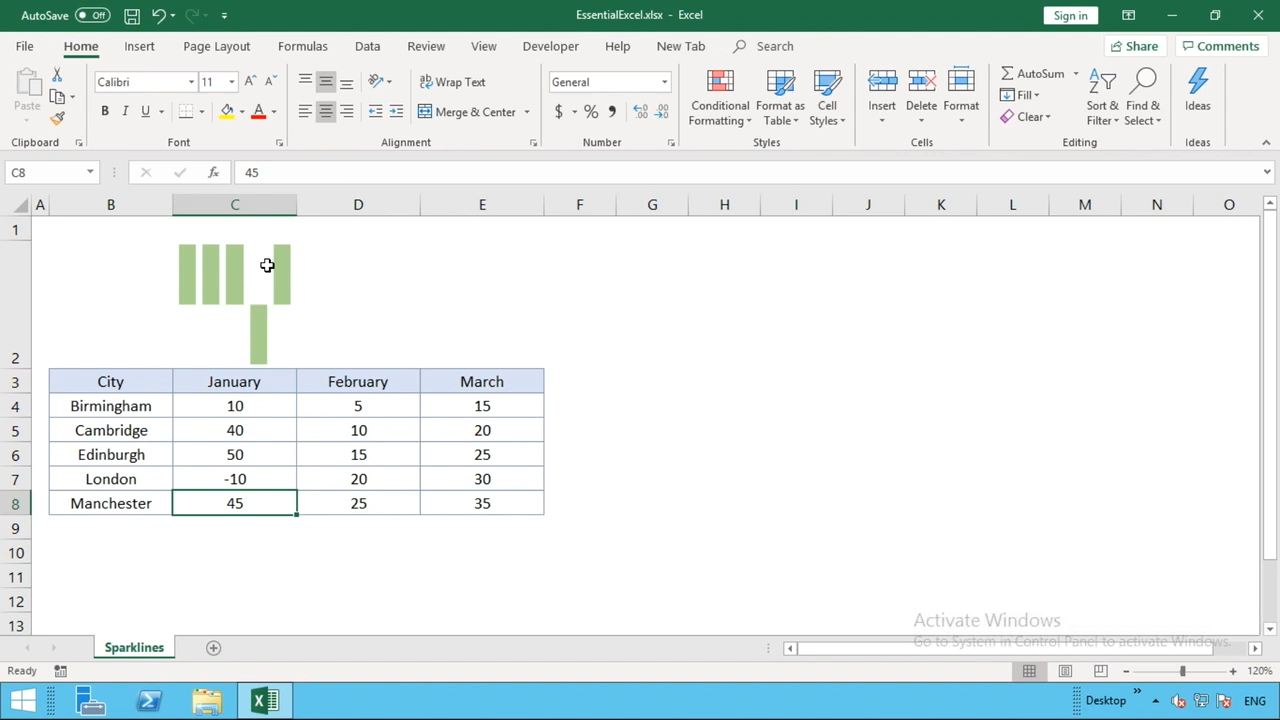 AutoSave Off EssentialExcel.xlsx - Excel Sign in
File Home Insert Page Layout Formulas Data Review View Developer Help New Tab Search Share Comments
Paste Calibri 11 Wrap Text General Conditional Formatting Format as Table Cell Styles Insert Delete Format AutoSum Fill Clear Sort & Filter Find & Select Ideas
B I U Merge & Center $ % ,
Clipboard Font Alignment Number Styles Cells Editing Ideas
C8 fx 45
A B C D E F G H I J K L M N O
1
2
3 City January February March
4 Birmingham 10 5 15
5 Cambridge 40 10 20
6 Edinburgh 50 15 25
7 London -10 20 30
8 Manchester 45 25 35
9
10
11
12
13
Activate Windows
Go to System in Control Panel to activate Windows.
Sparklines
Ready 120%
Desktop ENG